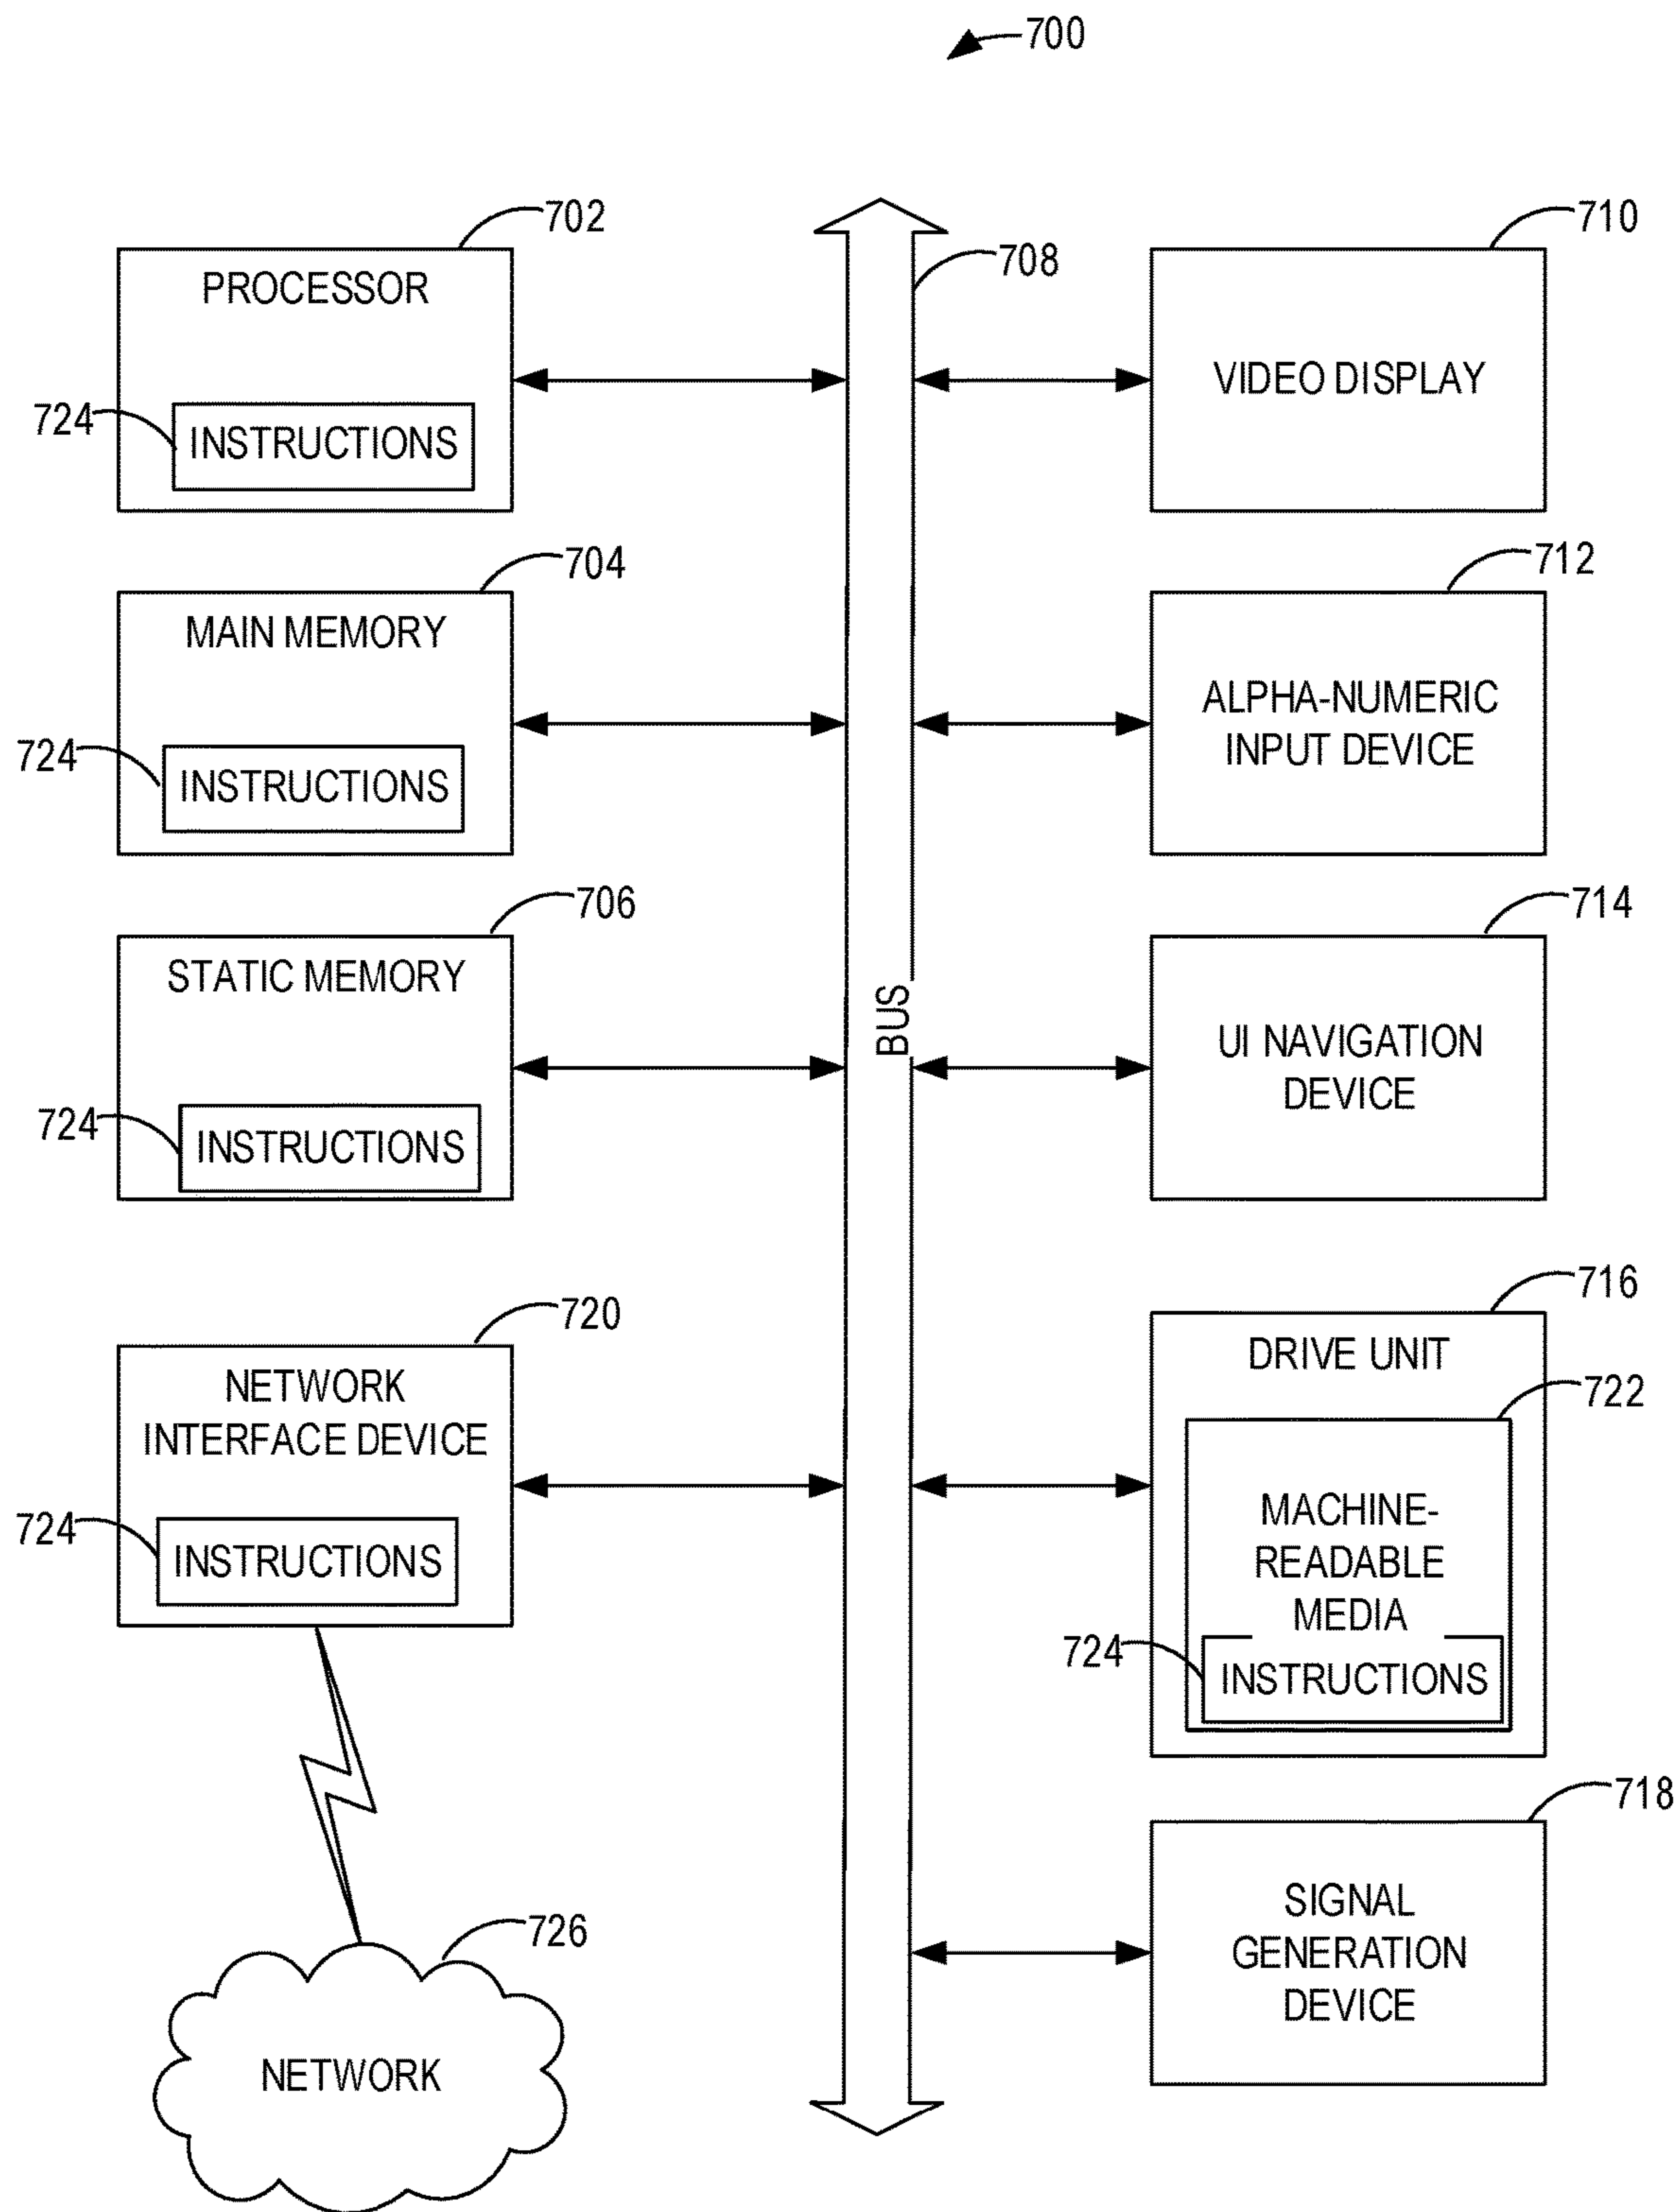 700
702
PROCESSOR
724
INSTRUCTIONS
704
MAIN MEMORY
724
INSTRUCTIONS
706
STATIC MEMORY
724
INSTRUCTIONS
720
NETWORK
INTERFACE DEVICE
724
INSTRUCTIONS
726
NETWORK
708
BUS
710
VIDEO DISPLAY
712
ALPHA-NUMERIC
INPUT DEVICE
714
UI NAVIGATION
DEVICE
716
DRIVE UNIT
722
MACHINE-
READABLE
MEDIA
724
INSTRUCTIONS
718
SIGNAL
GENERATION
DEVICE